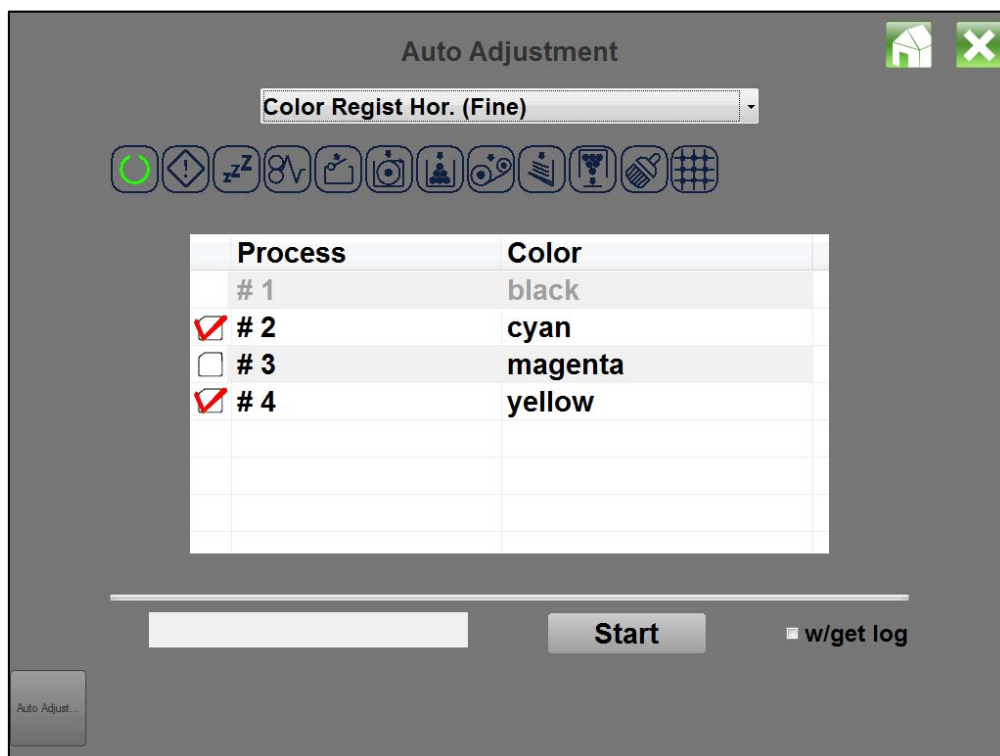 Auto Adjustment
Color Regist Hor. (Fine)
zzZ
Process Color
# 1 black
# 2 cyan
# 3 magenta
# 4 yellow
Start w/get log
Auto Adjust...